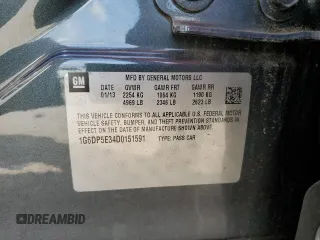 GM
MFD BY GENERAL MOTORS LLC
DATE GVWR GAWR FRT GAWR RR
01/13 2254 KG 1064 KG 1190 KG
4969 LB 2346 LB 2623 LB
THIS VEHICLE CONFORMS TO ALL APPLICABLE U.S. FEDERAL MOTOR
VEHICLE SAFETY, BUMPER, AND THEFT PREVENTION STANDARDS
IN EFFECT ON THE DATE OF MANUFACTURE SHOWN ABOVE.
1G6DP5E34D0151591 TYPE: PASS CAR
DREAMBID